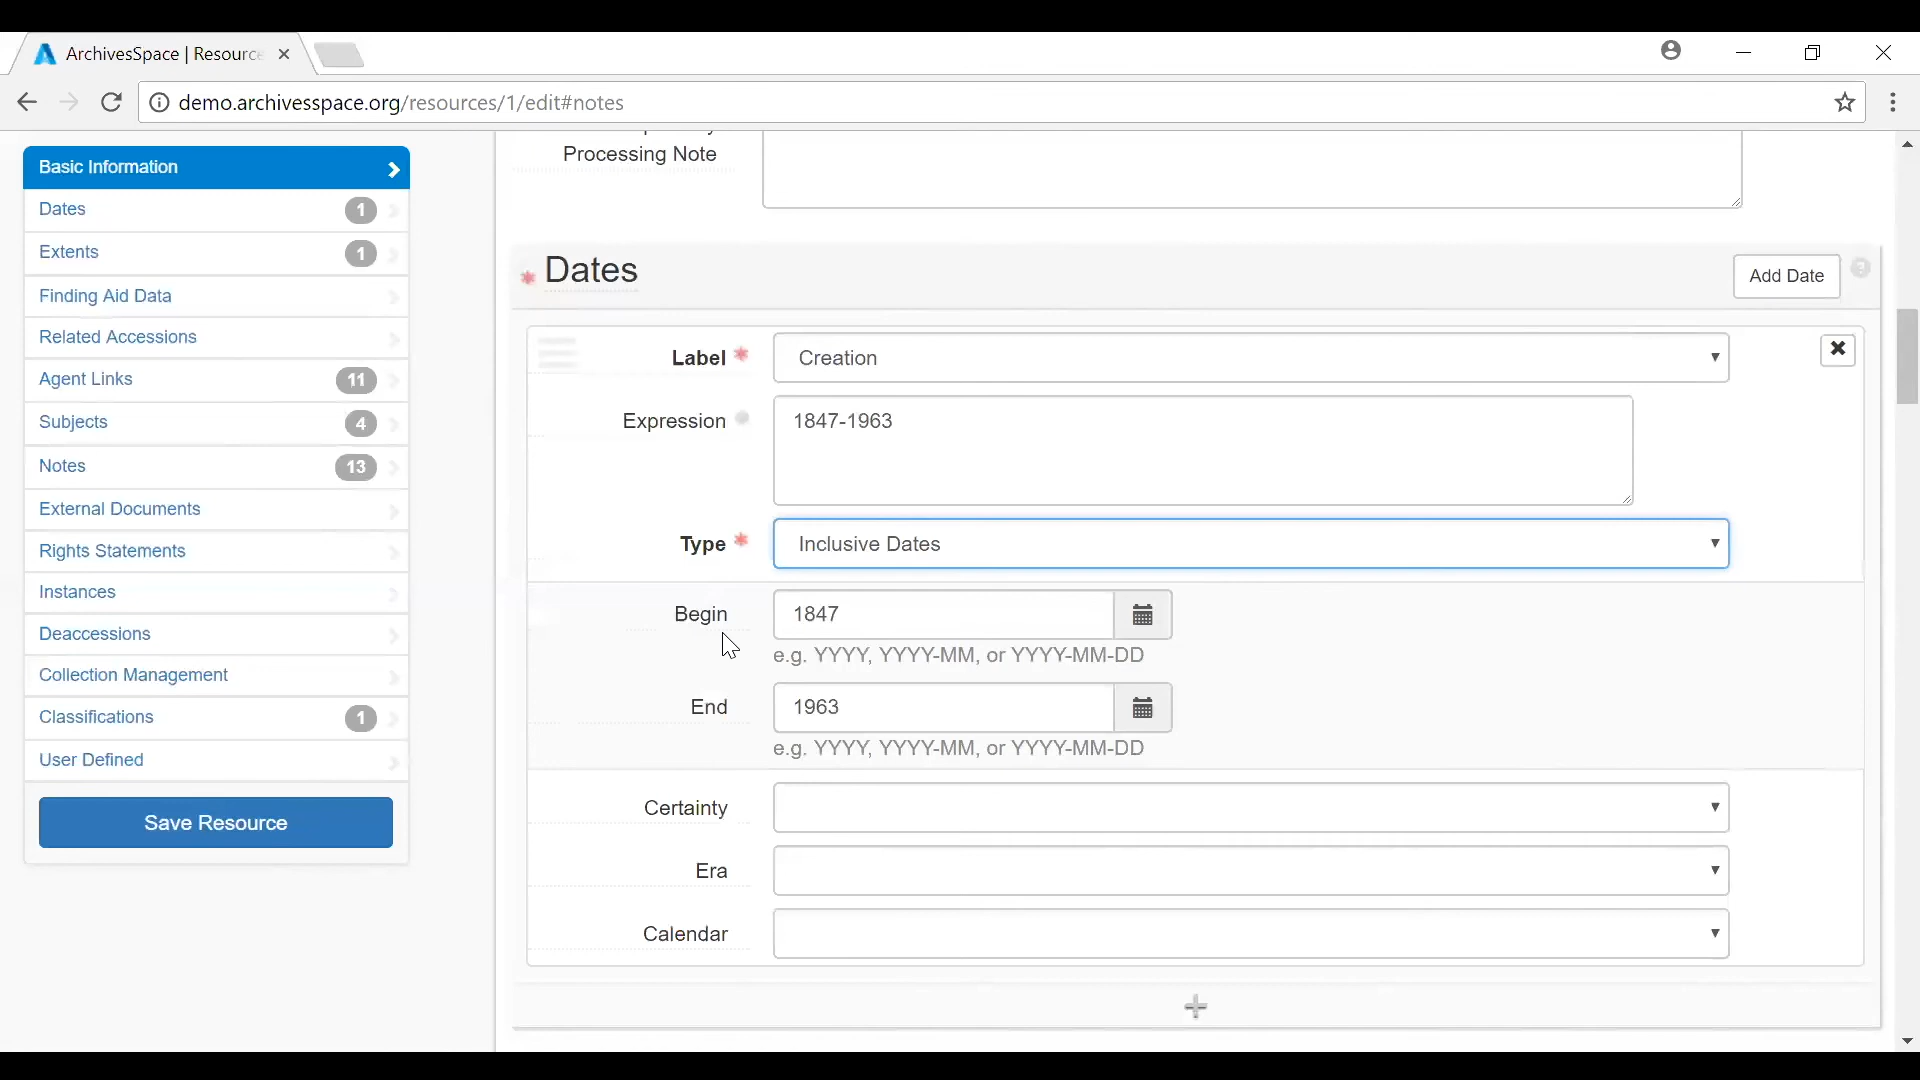 ArchivesSpace | Resource
demo.archivesspace.org/resources/1/edit#notes
Basic Information
Dates 1
Extents 1
Finding Aid Data
Related Accessions
Agent Links 11
Subjects 4
Notes 13
External Documents
Rights Statements
Instances
Deaccessions
Collection Management
Classifications 1
User Defined
Save Resource
Processing Note
* Dates
Add Date
Label * Creation
Expression 1847-1963
Type * Inclusive Dates
Begin 1847
e.g. YYYY, YYYY-MM, or YYYY-MM-DD
End 1963
e.g. YYYY, YYYY-MM, or YYYY-MM-DD
Certainty
Era
Calendar